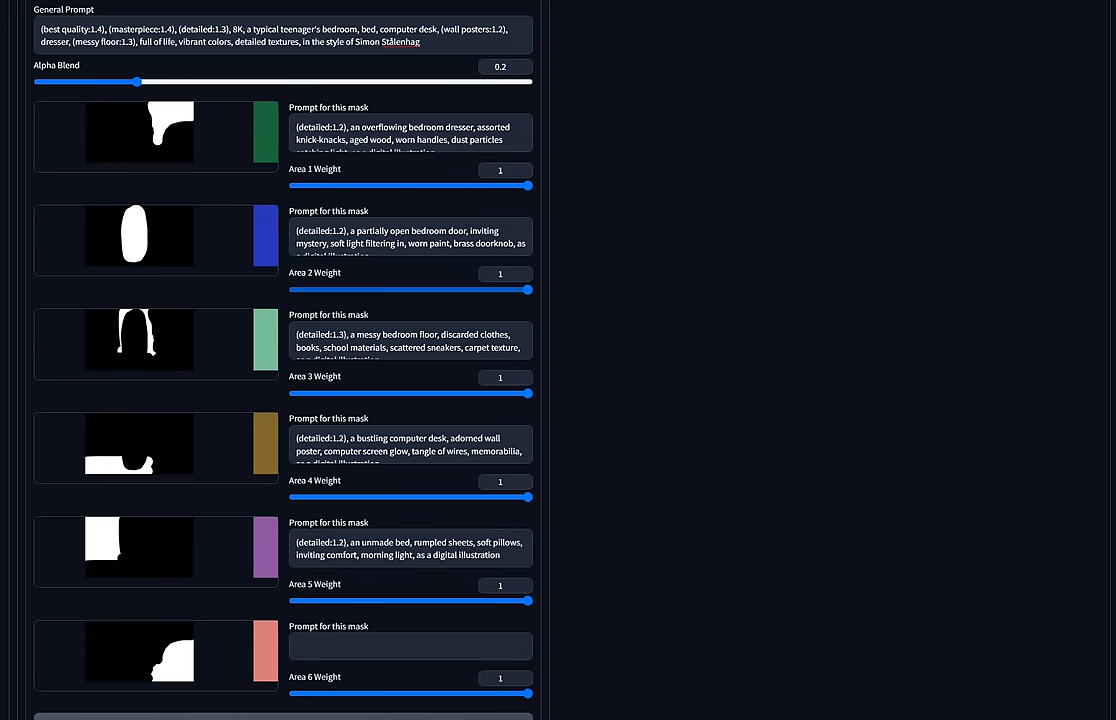 General Prompt
(best quality:1.4), (masterpiece:1.4), (detailed:1.3), 8K, a typical teenager's bedroom, bed, computer desk, (wall posters:1.2),
dresser, (messy floor:1.3), full of life, vibrant colors, detailed textures, in the style of Simon Stålenhag
Alpha Blend
0.2
Prompt for this mask
(detailed:1.2), an overflowing bedroom dresser, assorted
knick-knacks, aged wood, worn handles, dust particles
Area 1 Weight
1
Prompt for this mask
(detailed:1.2), a partially open bedroom door, inviting
mystery, soft light filtering in, worn paint, brass doorknob, as
a digital illustration
Area 2 Weight
1
Prompt for this mask
(detailed:1.3), a messy bedroom floor, discarded clothes,
books, school materials, scattered sneakers, carpet texture,
as a digital illustration
Area 3 Weight
1
Prompt for this mask
(detailed:1.2), a bustling computer desk, adorned wall
poster, computer screen glow, tangle of wires, memorabilia,
as a digital illustration
Area 4 Weight
1
Prompt for this mask
(detailed:1.2), an unmade bed, rumpled sheets, soft pillows,
inviting comfort, morning light, as a digital illustration
Area 5 Weight
1
Prompt for this mask
Area 6 Weight
1